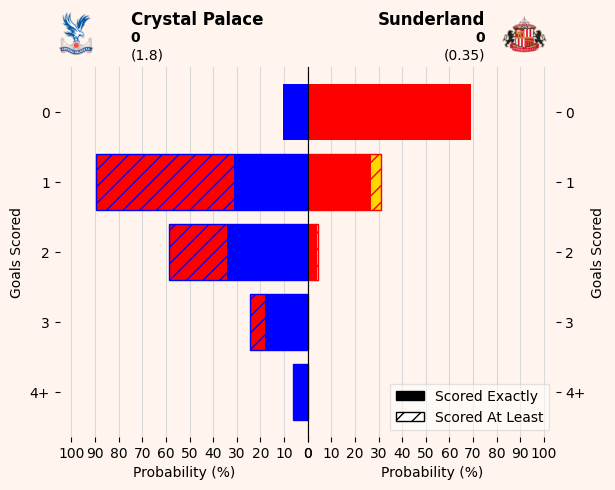 Crystal Palace Sunderland
0 0
(1.8) (0.35)
0 0
1 1
2 2
3 3
4+ 4+
Goals Scored
Goals Scored
Scored Exactly
Scored At Least
100 90 80 70 60 50 40 30 20 10 0 0 10 20 30 40 50 60 70 80 90 100
Probability (%) Probability (%)